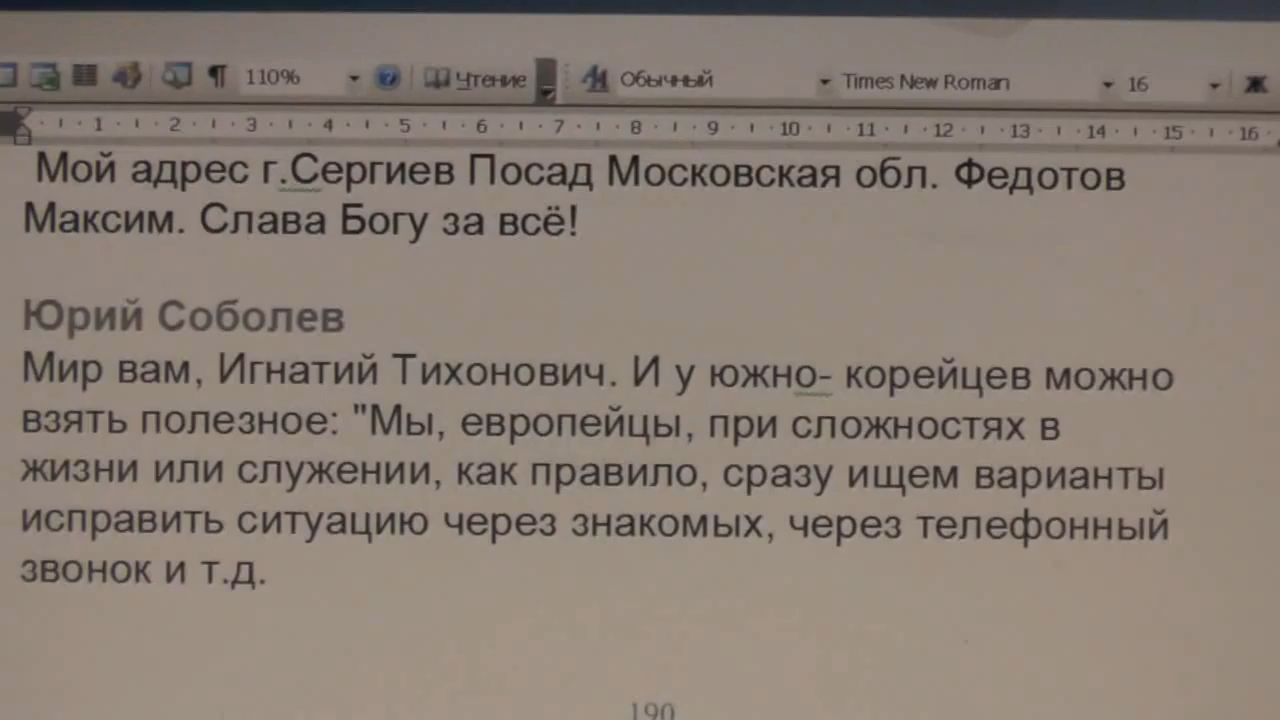 110%
Чтение
Обычный
Times New Roman
16
Ж
1 2 3 4 5 6 7 8 9 10 11 12 13 14 15 16
Мой адрес г.Сергиев Посад Московская обл. Федотов
Максим. Слава Богу за всё!
Юрий Соболев
Мир вам, Игнатий Тихонович. И у южно- корейцев можно
взять полезное: "Мы, европейцы, при сложностях в
жизни или служении, как правило, сразу ищем варианты
исправить ситуацию через знакомых, через телефонный
звонок и т.д.
190